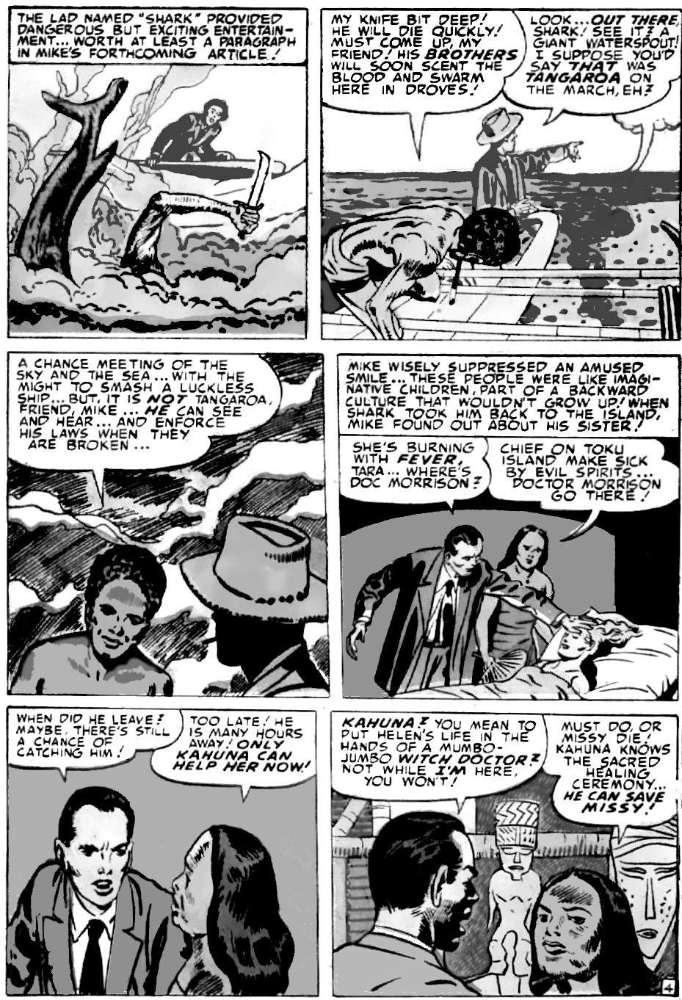 THE LAD NAMED "SHARK" PROVIDED
DANGEROUS BUT EXCITING ENTERTAIN-
MENT... WORTH AT LEAST A PARAGRAPH
IN MIKE'S FORTHCOMING ARTICLE!
MY KNIFE BIT DEEP!
HE WILL DIE QUICKLY!
MUST COME UP, MY
FRIEND! HIS BROTHERS
WILL SOON SCENT THE
BLOOD AND SWARM
HERE IN DROVES!
LOOK... OUT THERE,
SHARK! SEE IT? A
GIANT WATERSPOUT!
I SUPPOSE YOU'D
SAY THAT WAS
TANGAROA ON
THE MARCH, EH?
A CHANCE MEETING OF THE
SKY AND THE SEA... WITH THE
MIGHT TO SMASH A LUCKLESS
SHIP... BUT, IT IS NOT TANGAROA,
FRIEND, MIKE... HE CAN SEE
AND HEAR... AND ENFORCE
HIS LAWS WHEN THEY
ARE BROKEN...
MIKE WISELY SUPPRESSED AN AMUSED
SMILE... THESE PEOPLE WERE LIKE IMAGI-
NATIVE CHILDREN, PART OF A BACKWARD
CULTURE THAT WOULDN'T GROW UP! WHEN
SHARK TOOK HIM BACK TO THE ISLAND,
MIKE FOUND OUT ABOUT HIS SISTER!
SHE'S BURNING
WITH FEVER,
TARA... WHERE'S
DOC MORRISON?
CHIEF ON TOKU
ISLAND MAKE SICK
BY EVIL SPIRITS...
DOCTOR MORRISON
GO THERE!
WHEN DID HE LEAVE?
MAYBE, THERE'S STILL
A CHANCE OF
CATCHING HIM!
TOO LATE! HE
IS MANY HOURS
AWAY! ONLY
KAHUNA CAN
HELP HER NOW!
KAHUNA? YOU MEAN TO
PUT HELEN'S LIFE IN THE
HANDS OF A MUMBO-
JUMBO WITCH DOCTOR?
NOT WHILE I'M HERE,
YOU WON'T!
MUST DO, OR
MISSY DIE!
KAHUNA KNOWS
THE SACRED
HEALING
CEREMONY...
HE CAN SAVE
MISSY!
4